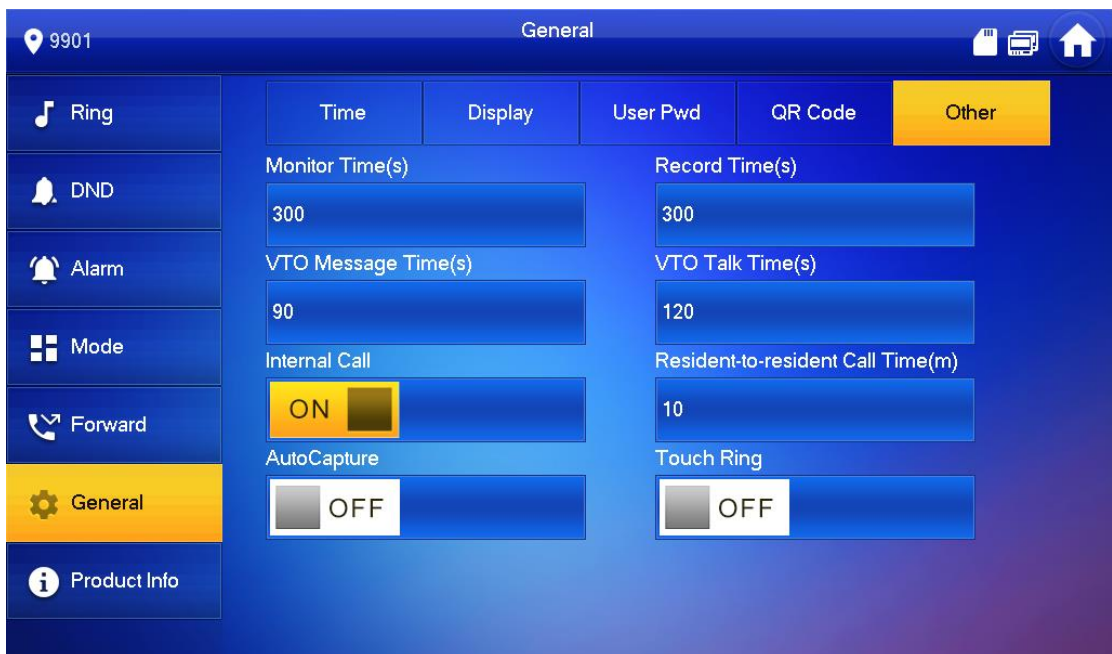 9901
General
Ring
DND
Alarm
Mode
Forward
General
Product Info
Time
Display
User Pwd
QR Code
Other
Monitor Time(s)
300
Record Time(s)
300
VTO Message Time(s)
90
VTO Talk Time(s)
120
Internal Call
ON
Resident-to-resident Call Time(m)
10
AutoCapture
OFF
Touch Ring
OFF